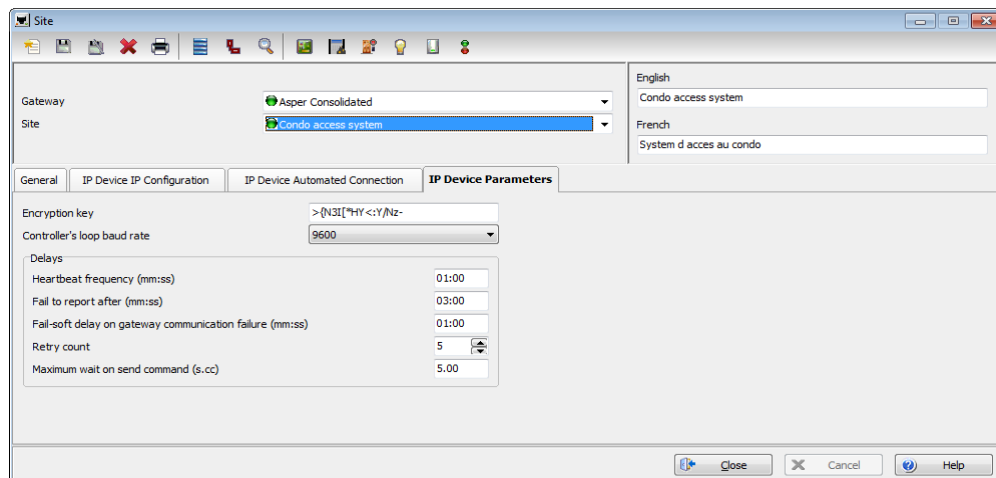 Site
English
Gateway
Asper Consolidated
Condo access system
Site
Condo access system
French
System d acces au condo
General
IP Device IP Configuration
IP Device Automated Connection
IP Device Parameters
Encryption key
>{N3I[*HY<:Y/Nz-
Controller's loop baud rate
9600
Delays
Heartbeat frequency (mm:ss)
01:00
Fail to report after (mm:ss)
03:00
Fail-soft delay on gateway communication failure (mm:ss)
01:00
Retry count
5
Maximum wait on send command (s.cc)
5.00
Close
Cancel
Help